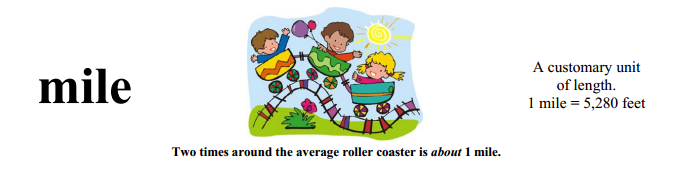 mile
A customary unit
of length.
1 mile = 5,280 feet
Two times around the average roller coaster is about 1 mile.